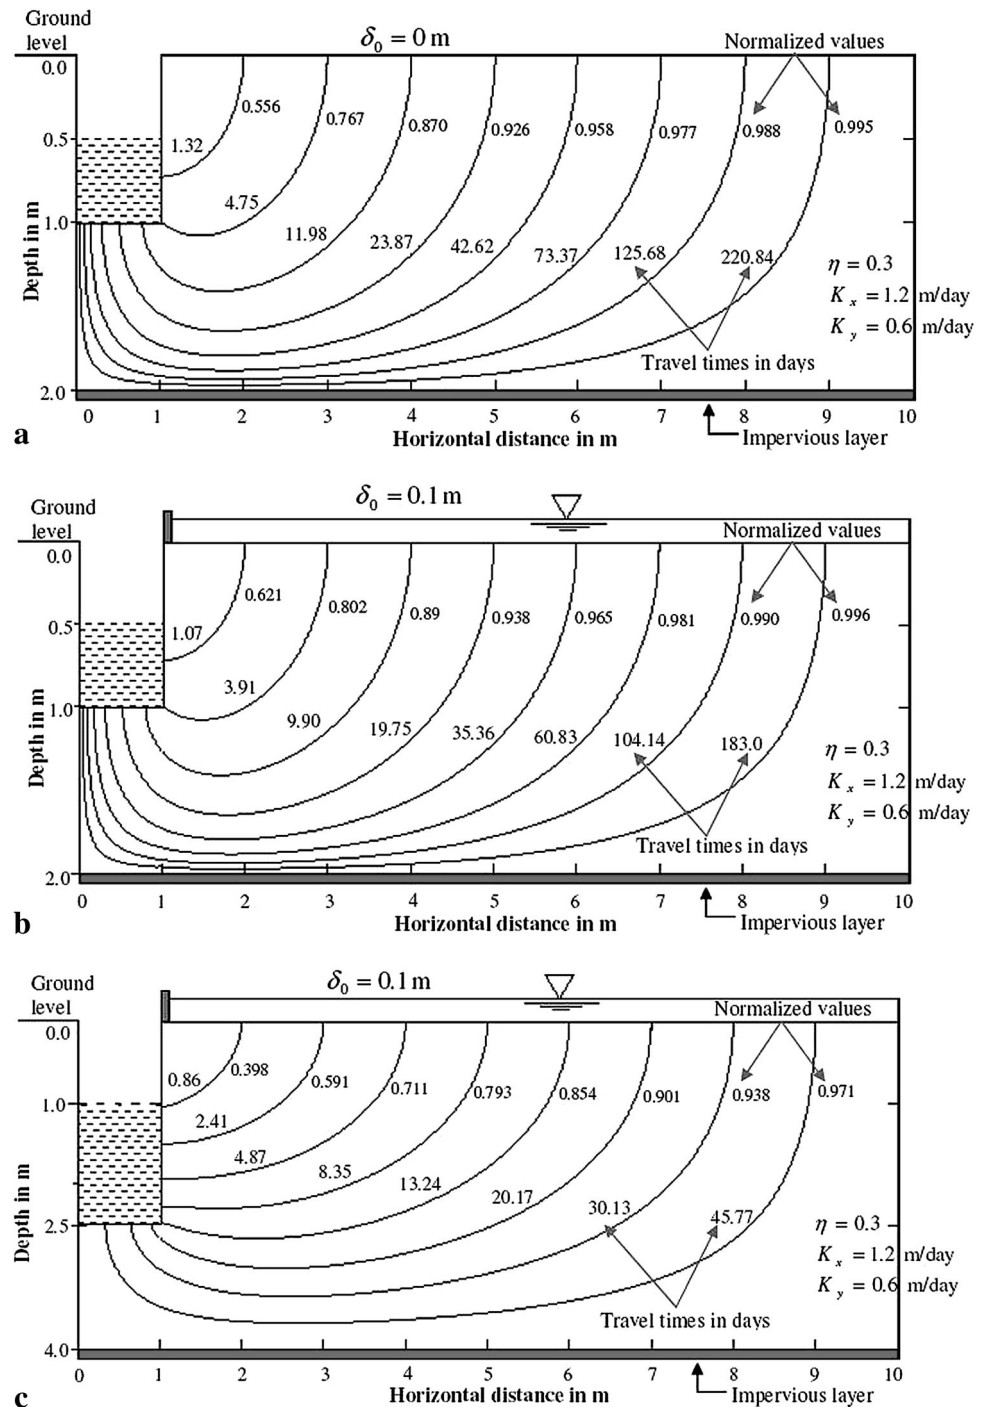 Ground
level
δ₀ = 0 m
Normalized values
0.0
0.556
0.767
0.870
0.926
0.958
0.977
0.988
0.995
0.5
1.32
4.75
1.0
11.98
23.87
42.62
73.37
125.68
220.84
η = 0.3
Kₓ = 1.2 m/day
K_y = 0.6 m/day
Depth in m
Travel times in days
2.0
0 1 2 3 4 5 6 7 8 9 10
a
Horizontal distance in m
Impervious layer
Ground
level
δ₀ = 0.1 m
Normalized values
0.0
0.621
0.802
0.89
0.938
0.965
0.981
0.990
0.996
0.5
1.07
3.91
1.0
9.90
19.75
35.36
60.83
104.14
183.0
η = 0.3
Kₓ = 1.2 m/day
K_y = 0.6 m/day
Depth in m
Travel times in days
2.0
0 1 2 3 4 5 6 7 8 9 10
b
Horizontal distance in m
Impervious layer
Ground
level
δ₀ = 0.1 m
Normalized values
0.0
0.86
0.398
0.591
0.711
0.793
0.854
0.901
0.938
0.971
1.0
2.41
4.87
8.35
13.24
20.17
30.13
45.77
2.5
η = 0.3
Kₓ = 1.2 m/day
K_y = 0.6 m/day
Depth in m
Travel times in days
4.0
0 1 2 3 4 5 6 7 8 9 10
c
Horizontal distance in m
Impervious layer